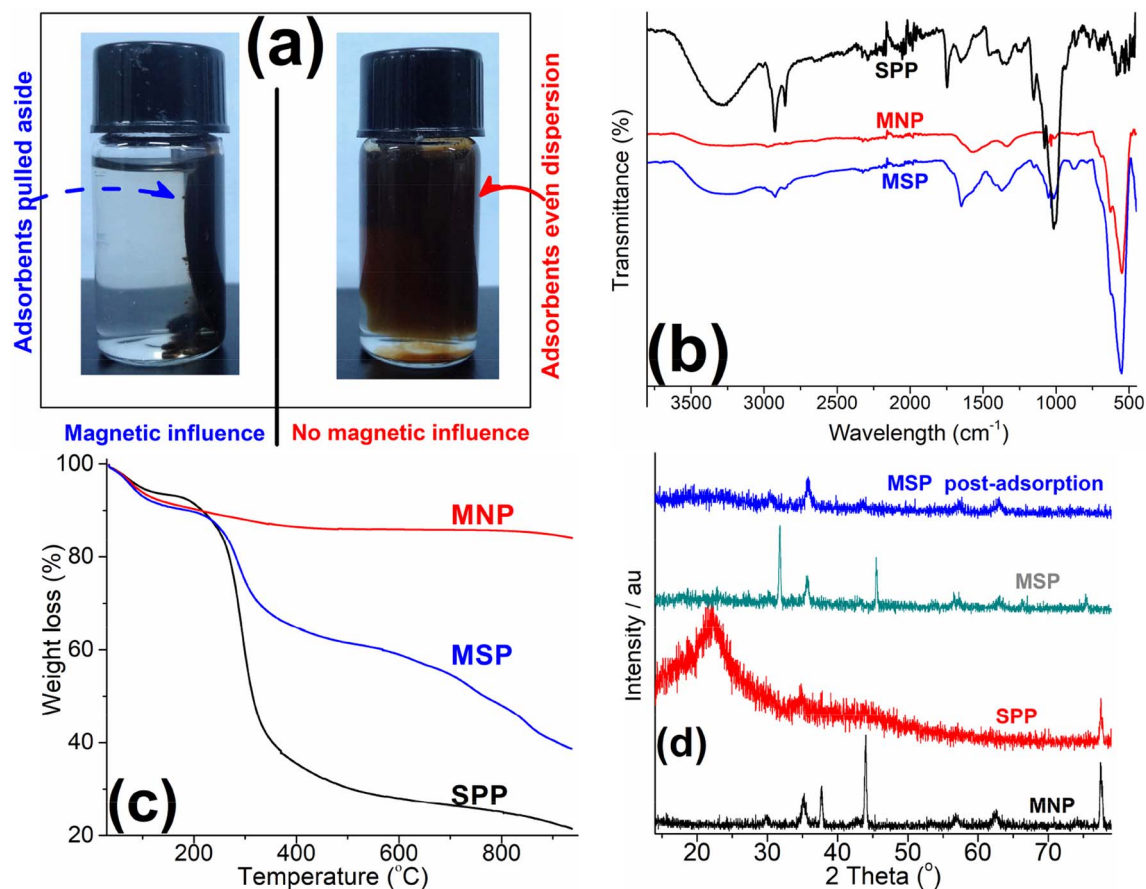 (a)
Adsorbents pulled aside
Adsorbents even dispersion
Magnetic influence
No magnetic influence
SPP
MNP
MSP
(b)
Transmittance (%)
3500 3000 2500 2000 1500 1000 500
Wavelength (cm⁻¹)
100
80
60
40
20
Weight loss (%)
MNP
MSP
SPP
(c)
200 400 600 800
Temperature (°C)
MSP post-adsorption
MSP
SPP
MNP
(d)
Intensity / au
20 30 40 50 60 70
2 Theta (°)